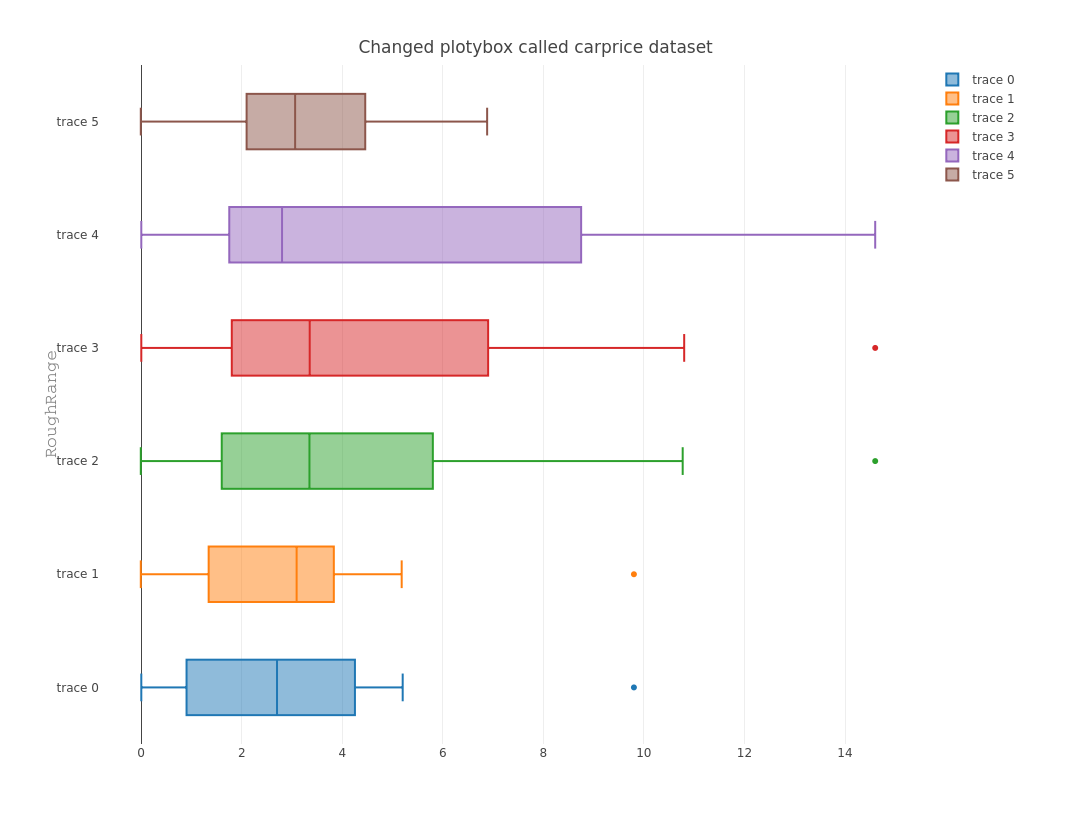 Changed plotybox called carprice dataset
trace 0
trace 1
trace 2
trace 3
trace 4
trace 5
trace 5
trace 4
trace 3
RoughRange
trace 2
trace 1
trace 0
0 2 4 6 8 10 12 14